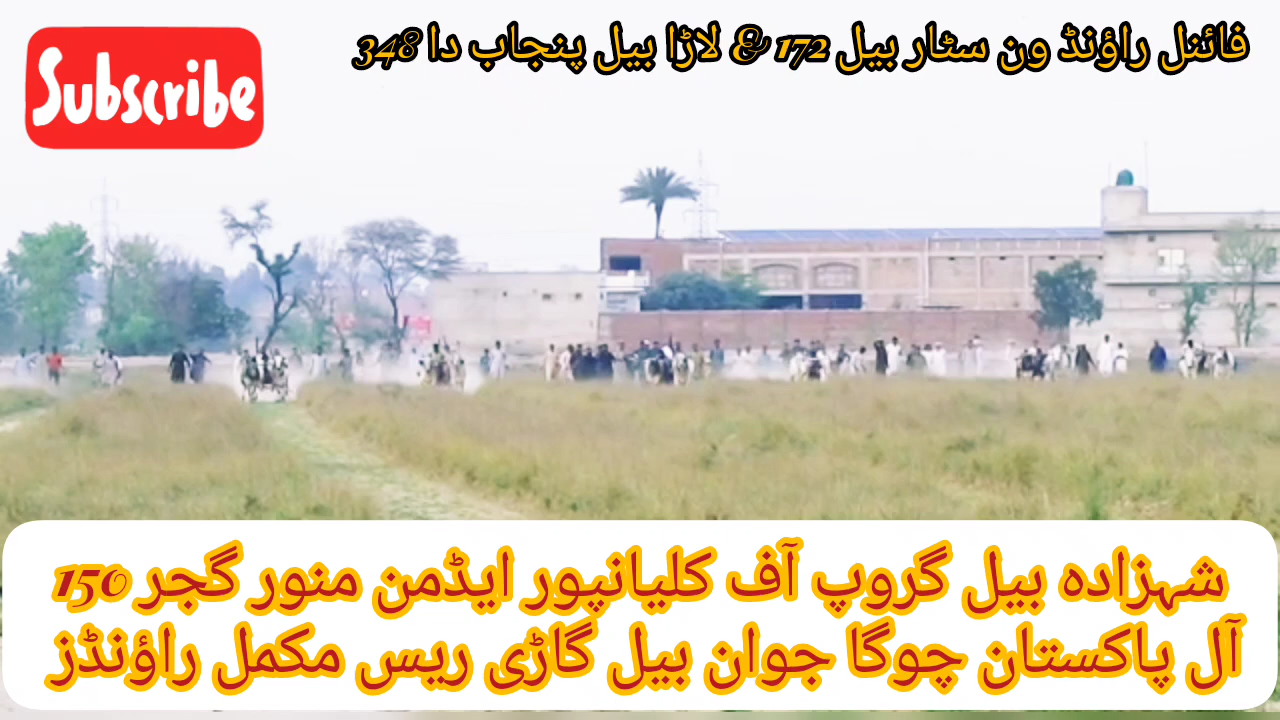 Subscribe
فائنل راؤنڈ ون سٹار بیل 172 & لاڑا بیل پنجاب دا 348
شہزادہ بیل گروپ آف کلیانپور ایڈمن منور گجر 150
آل پاکستان چوگا جوان بیل گاڑی ریس مکمل راؤنڈز